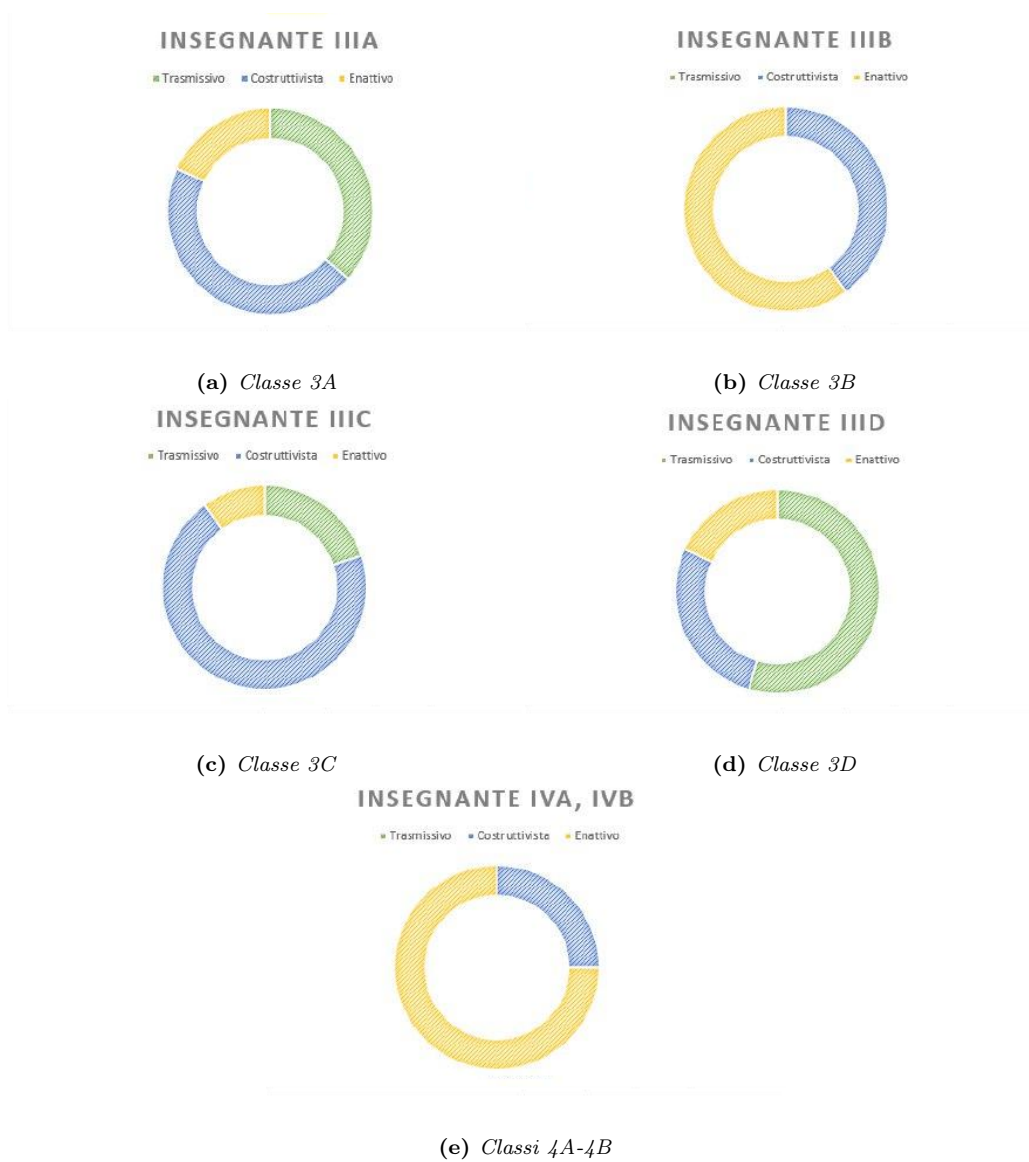 INSEGNANTE IIIA
Trasmissivo Costruttivista Enattivo
(a) Classe 3A
INSEGNANTE IIIB
Trasmissivo Costruttivista Enattivo
(b) Classe 3B
INSEGNANTE IIIC
Trasmissivo Costruttivista Enattivo
(c) Classe 3C
INSEGNANTE IIID
Trasmissivo Costruttivista Enattivo
(d) Classe 3D
INSEGNANTE IVA, IVB
Trasmissivo Costruttivista Enattivo
(e) Classi 4A-4B